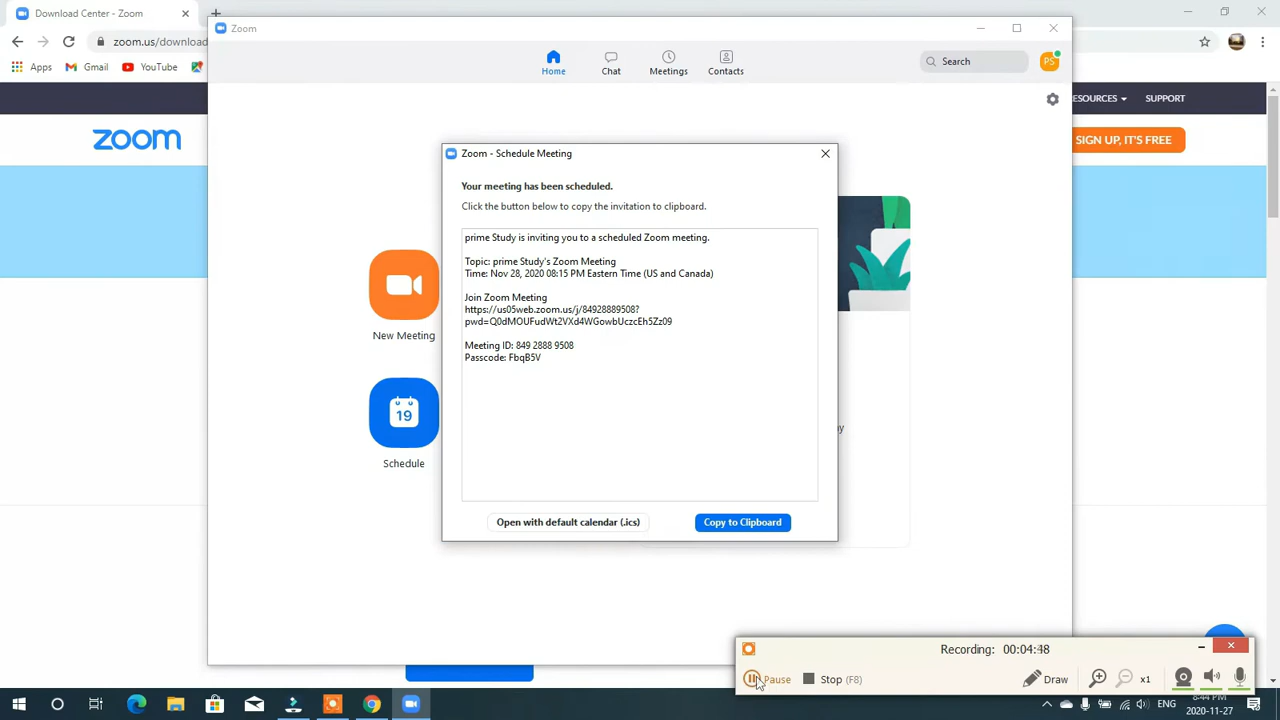 Download Center - Zoom
zoom.us/download
Apps
Gmail
YouTube
Zoom
Home
Chat
Meetings
Contacts
Search
PS
zoom
ESOURCES
SUPPORT
SIGN UP, IT'S FREE
Zoom - Schedule Meeting
Your meeting has been scheduled.
Click the button below to copy the invitation to clipboard.
prime Study is inviting you to a scheduled Zoom meeting.
Topic: prime Study's Zoom Meeting
Time: Nov 28, 2020 08:15 PM Eastern Time (US and Canada)
Join Zoom Meeting
https://us05web.zoom.us/j/84928889508?
pwd=Q0dMOUFudWt2VXd4WGowbUczcEh5Zz09
Meeting ID: 849 2888 9508
Passcode: FbqB5V
New Meeting
19
Schedule
Open with default calendar (.ics)
Copy to Clipboard
Recording: 00:04:48
Pause
Stop (F8)
Draw
x1
ENG
8:44 PM
2020-11-27